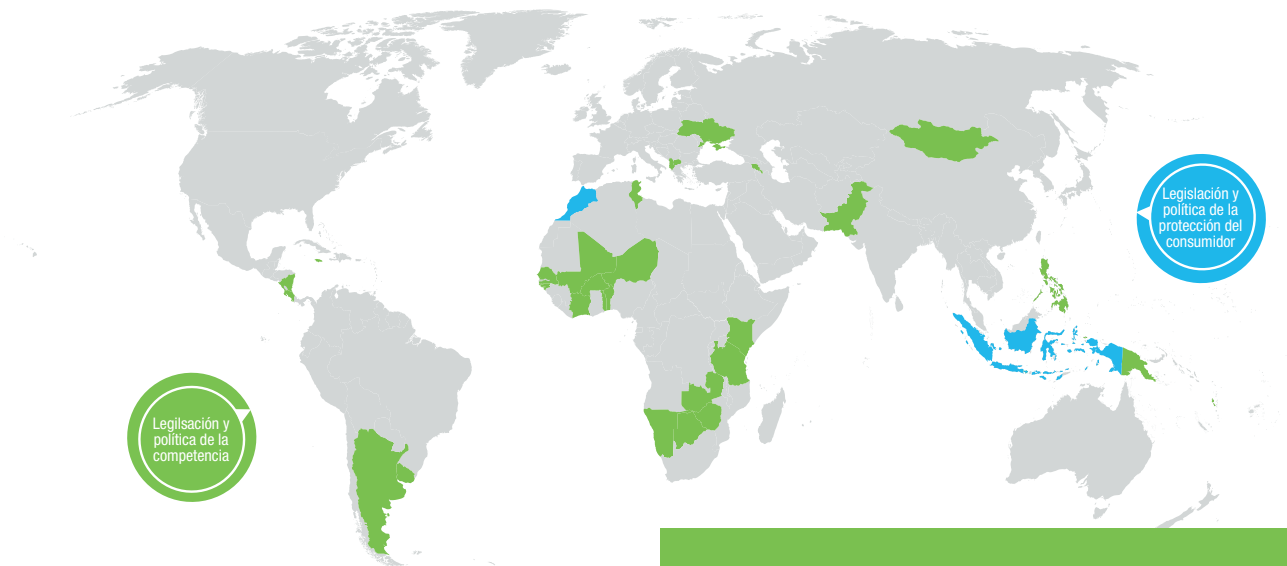 Legislación y
política de la
protección del
consumidor
Legilsación y
política de la
competencia